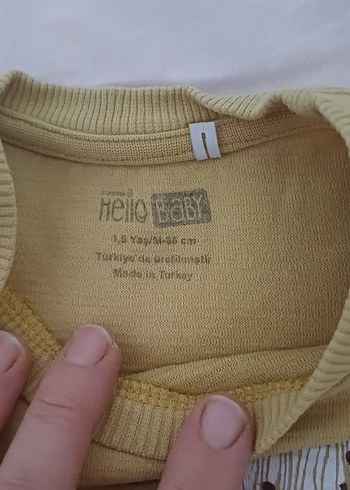 Hello BABY
1,5 Yaş/M-86 cm
Türkiye'de üretilmiştir
Made in Turkey